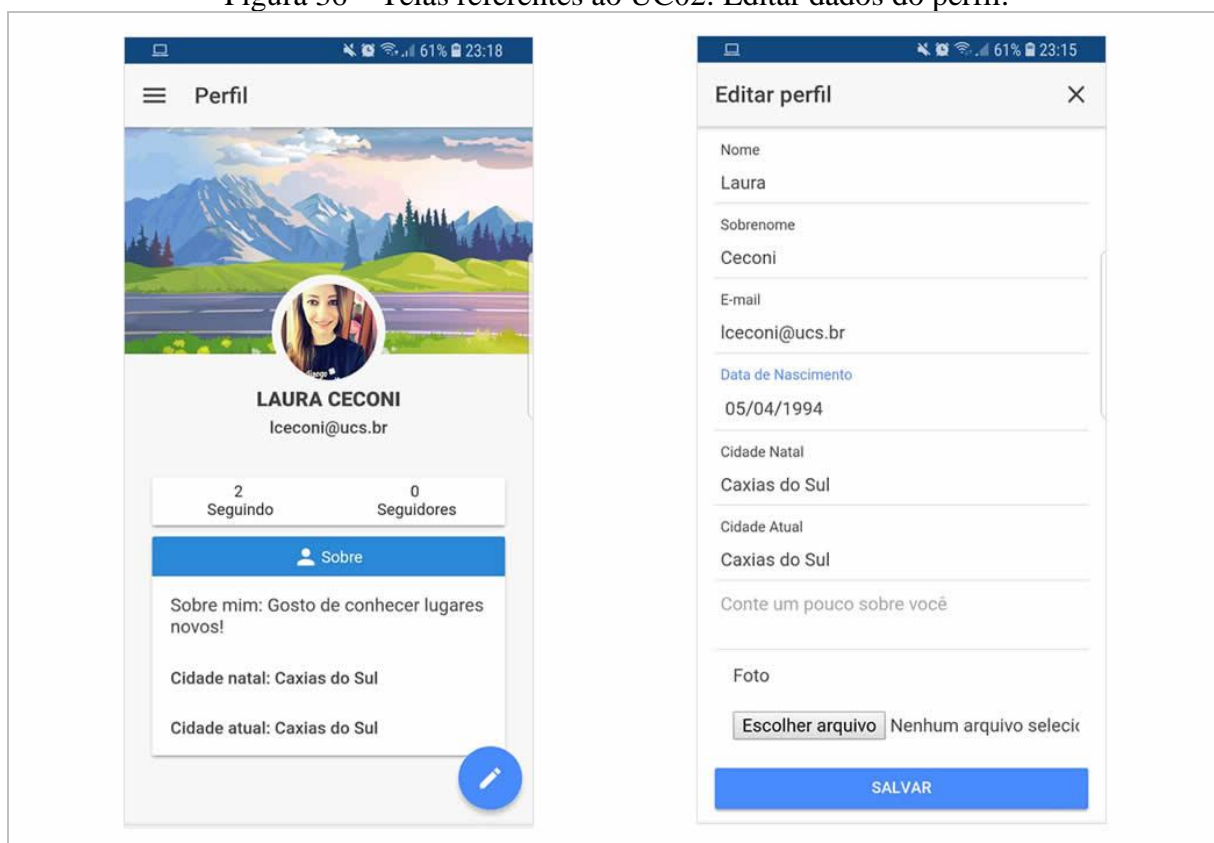 Figura 36 – Telas referentes ao UC02: Editar dados do perfil.
61% 23:18
Perfil
LAURA CECONI
lceconi@ucs.br
2 0
Seguindo Seguidores
Sobre
Sobre mim: Gosto de conhecer lugares
novos!
Cidade natal: Caxias do Sul
Cidade atual: Caxias do Sul
61% 23:15
Editar perfil
Nome
Laura
Sobrenome
Ceconi
E-mail
lceconi@ucs.br
Data de Nascimento
05/04/1994
Cidade Natal
Caxias do Sul
Cidade Atual
Caxias do Sul
Conte um pouco sobre você
Foto
Escolher arquivo Nenhum arquivo selecic
SALVAR